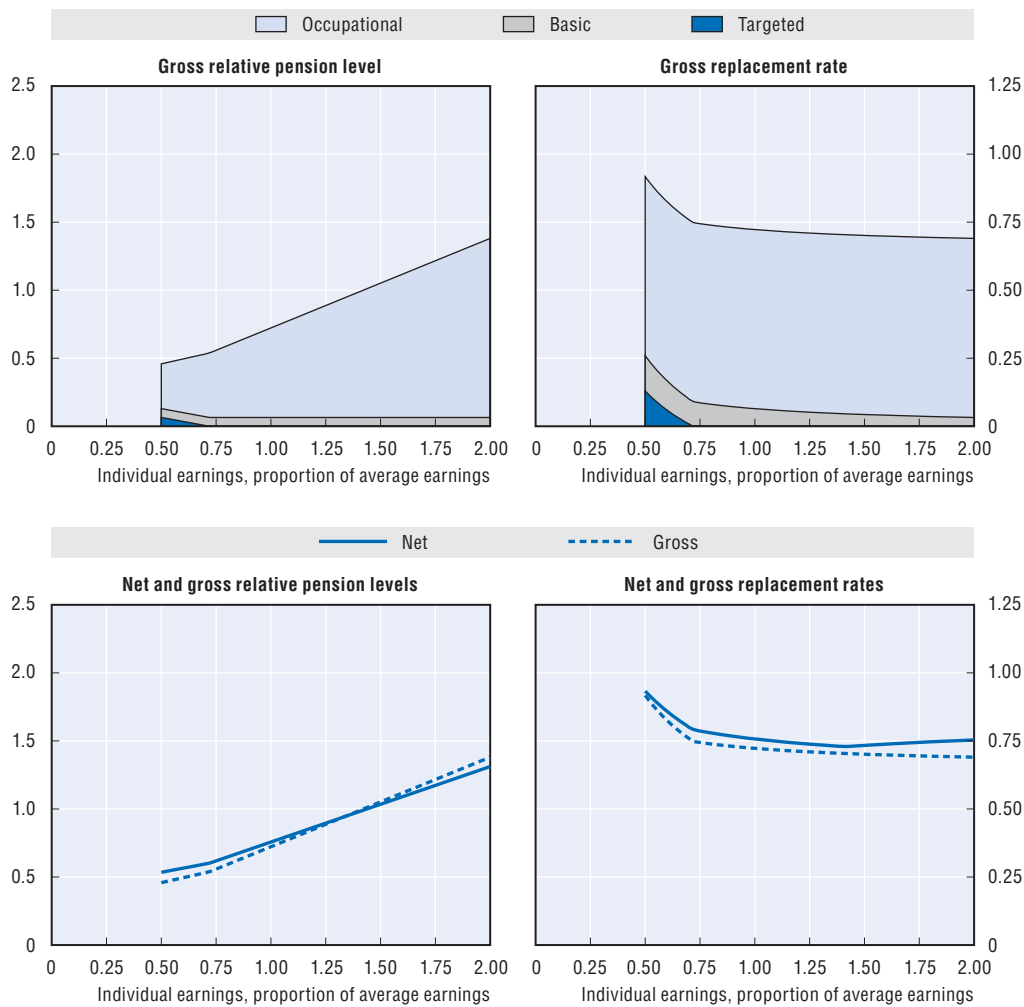 Occupational Basic Targeted
Gross relative pension level
2.5
2.0
1.5
1.0
0.5
0
0 0.25 0.50 0.75 1.00 1.25 1.50 1.75 2.00
Individual earnings, proportion of average earnings
Gross replacement rate
1.25
1.00
0.75
0.50
0.25
0
0 0.25 0.50 0.75 1.00 1.25 1.50 1.75 2.00
Individual earnings, proportion of average earnings
Net Gross
Net and gross relative pension levels
2.5
2.0
1.5
1.0
0.5
0
0 0.25 0.50 0.75 1.00 1.25 1.50 1.75 2.00
Individual earnings, proportion of average earnings
Net and gross replacement rates
1.25
1.00
0.75
0.50
0.25
0
0 0.25 0.50 0.75 1.00 1.25 1.50 1.75 2.00
Individual earnings, proportion of average earnings